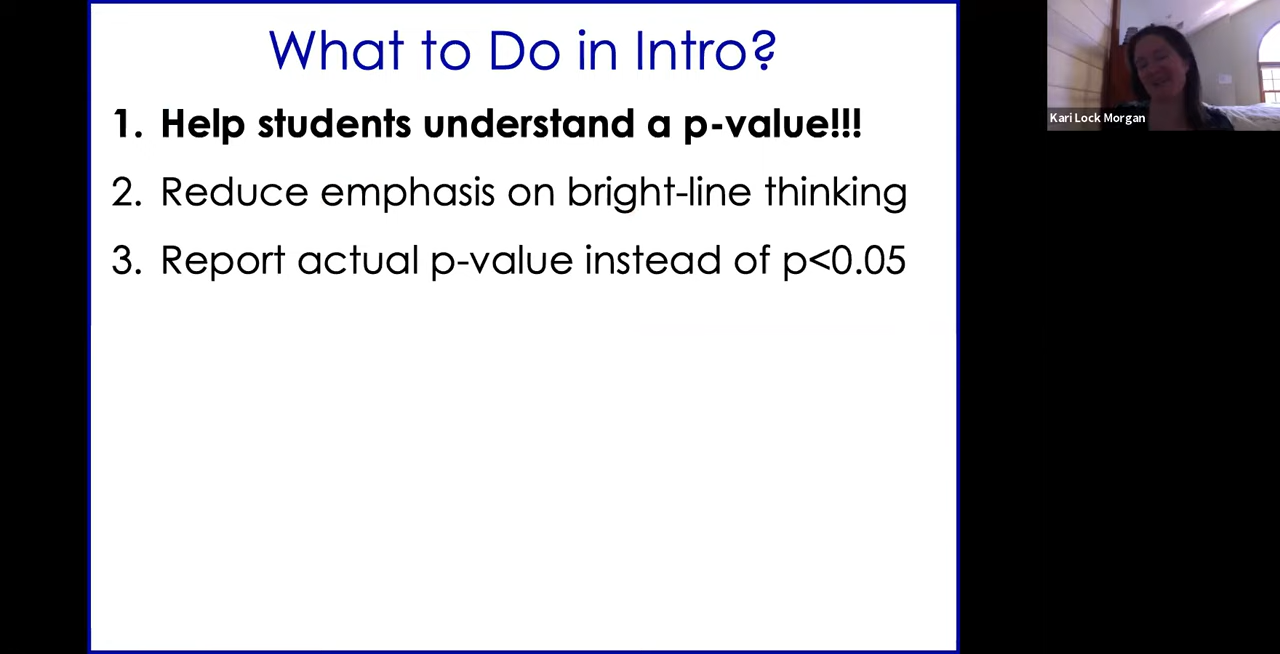 What to Do in Intro?
1. Help students understand a p-value!!!
2. Reduce emphasis on bright-line thinking
3. Report actual p-value instead of p<0.05
Kari Lock Morgan